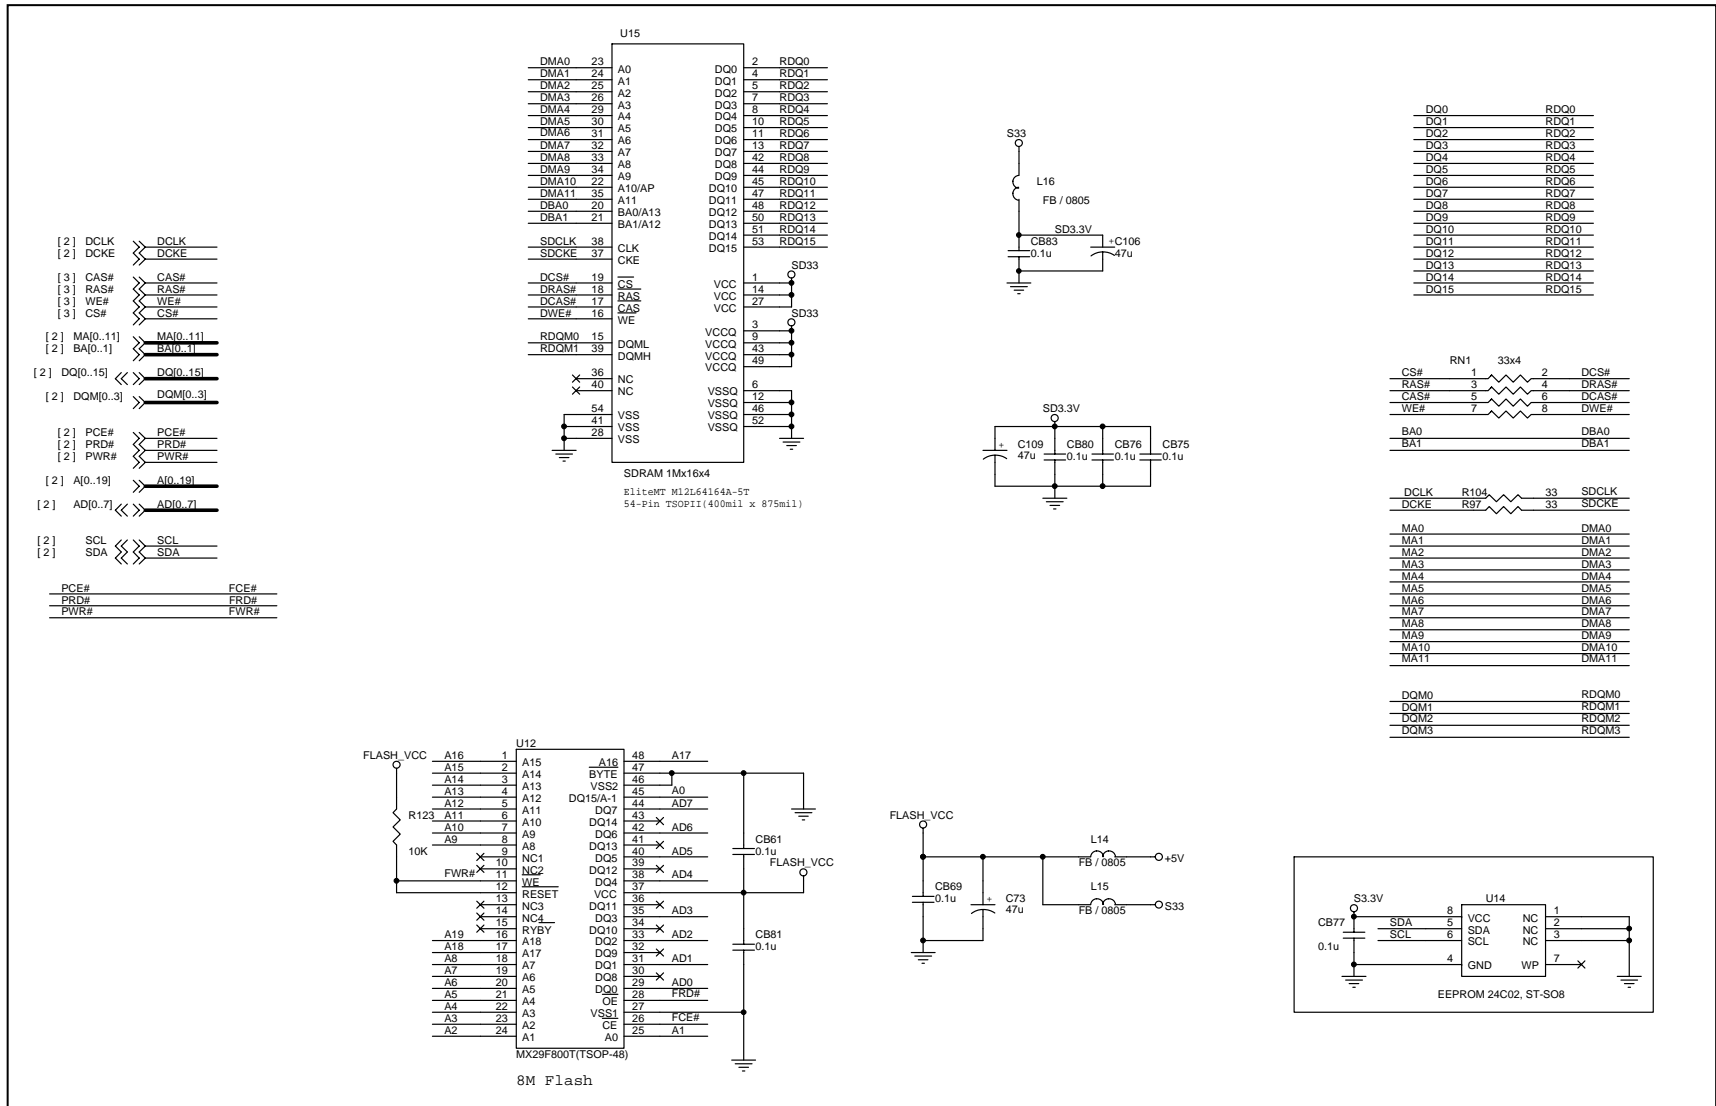 U15
DMA0 23 A0 DQ0 2 RDQ0
DMA1 24 A1 DQ1 4 RDQ1
DMA2 25 A2 DQ2 5 RDQ2
DMA3 26 A3 DQ3 7 RDQ3
DMA4 29 A4 DQ4 8 RDQ4
DMA5 30 A5 DQ5 10 RDQ5
DMA6 31 A6 DQ6 11 RDQ6
DMA7 32 A7 DQ7 13 RDQ7
DMA8 33 A8 DQ8 42 RDQ8
DMA9 34 A9 DQ9 44 RDQ9
DMA10 22 A10/AP DQ10 45 RDQ10
DMA11 35 A11 DQ11 47 RDQ11
DBA0 20 BA0/A13 DQ12 48 RDQ12
DBA1 21 BA1/A12 DQ13 50 RDQ13
DQ14 51 RDQ14
SDCLK 38 CLK DQ15 53 RDQ15
SDCKE 37 CKE
SD33
DCS# 19 CS VCC 1
DRAS# 18 RAS VCC 14
DCAS# 17 CAS VCC 27
DWE# 16 WE
SD33
VCCQ 3
RDQM0 15 DQML VCCQ 9
RDQM1 39 DQMH VCCQ 43
VCCQ 49
36 NC
40 NC VSSQ 6
VSSQ 12
54 VSS VSSQ 46
41 VSS VSSQ 52
28 VSS
SDRAM 1Mx16x4
EliteMT M12L64164A-5T
54-Pin TSOPII(400mil x 875mil)
[ 2 ] DCLK DCLK
[ 2 ] DCKE DCKE
[ 3 ] CAS# CAS#
[ 3 ] RAS# RAS#
[ 3 ] WE# WE#
[ 3 ] CS# CS#
[ 2 ] MA[0..11] MA[0..11]
[ 2 ] BA[0..1] BA[0..1]
[ 2 ] DQ[0..15] DQ[0..15]
[ 2 ] DQM[0..3] DQM[0..3]
[ 2 ] PCE# PCE#
[ 2 ] PRD# PRD#
[ 2 ] PWR# PWR#
[ 2 ] A[0..19] A[0..19]
[ 2 ] AD[0..7] AD[0..7]
[ 2 ] SCL SCL
[ 2 ] SDA SDA
PCE# FCE#
PRD# FRD#
PWR# FWR#
S33
L16
FB / 0805
SD3.3V
CB83
0.1u
+ C106
47u
SD3.3V
+ C109
47u
CB80
0.1u
CB76
0.1u
CB75
0.1u
DQ0 RDQ0
DQ1 RDQ1
DQ2 RDQ2
DQ3 RDQ3
DQ4 RDQ4
DQ5 RDQ5
DQ6 RDQ6
DQ7 RDQ7
DQ8 RDQ8
DQ9 RDQ9
DQ10 RDQ10
DQ11 RDQ11
DQ12 RDQ12
DQ13 RDQ13
DQ14 RDQ14
DQ15 RDQ15
RN1 33x4
CS# 1 2 DCS#
RAS# 3 4 DRAS#
CAS# 5 6 DCAS#
WE# 7 8 DWE#
BA0 DBA0
BA1 DBA1
DCLK R104 33 SDCLK
DCKE R97 33 SDCKE
MA0 DMA0
MA1 DMA1
MA2 DMA2
MA3 DMA3
MA4 DMA4
MA5 DMA5
MA6 DMA6
MA7 DMA7
MA8 DMA8
MA9 DMA9
MA10 DMA10
MA11 DMA11
DQM0 RDQM0
DQM1 RDQM1
DQM2 RDQM2
DQM3 RDQM3
U12
FLASH_VCC
R123
10K
A16 1 A15 A16 48 A17
A15 2 A14 BYTE 47
A14 3 A13 VSS2 46
A13 4 A12 DQ15/A-1 45 A0
A12 5 A11 DQ7 44 AD7
A11 6 A10 DQ14 43
A10 7 A9 DQ6 42 AD6
A9 8 A8 DQ13 41
9 NC1 DQ5 40 AD5
10 NC2 DQ12 39
FWR# 11 WE DQ4 38 AD4
12 RESET VCC 37
13 NC3 DQ11 36
14 NC4 DQ3 35 AD3
15 RYBY DQ10 34
A19 16 A18 DQ2 33 AD2
A18 17 A17 DQ9 32
A8 18 A7 DQ1 31 AD1
A7 19 A6 DQ8 30
A6 20 A5 DQ0 29 AD0
A5 21 A4 OE 28 FRD#
A4 22 A3 VSS1 27
A3 23 A2 CE 26 FCE#
A2 24 A1 A0 25 A1
MX29F800T(TSOP-48)
8M Flash
CB61
0.1u
FLASH_VCC
CB81
0.1u
FLASH_VCC
CB69
0.1u
+ C73
47u
L14
FB / 0805
+5V
L15
FB / 0805
S33
S3.3V
CB77
0.1u
U14
8 VCC NC 1
SDA 5 SDA NC 2
SCL 6 SCL NC 3
4 GND WP 7
EEPROM 24C02, ST-SO8